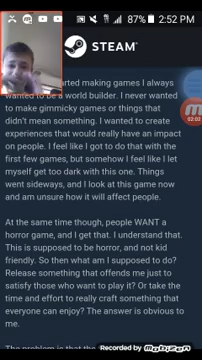 85% 2:52 PM
STEAM
started making games I always
wanted to be a world builder. I never wanted
to make gimmicky games or things that
didn't mean something. I wanted to create
experiences that would really have an impact
on people. I feel like I got to do that with the
first few games, but somehow I feel like I let
myself get too dark with this one. Things
went sideways, and I look at this game now
and am unsure how it will affect people.
At the same time though, people WANT a
horror game, and I get that. I understand that.
This is supposed to be horror, and not kid
friendly. So then what am I supposed to do?
Release something that offends me just to
satisfy those who want to play it? Or take the
time and effort to really craft something that
everyone can enjoy? The answer is obvious to
me.
The problem is that the
Recorded by